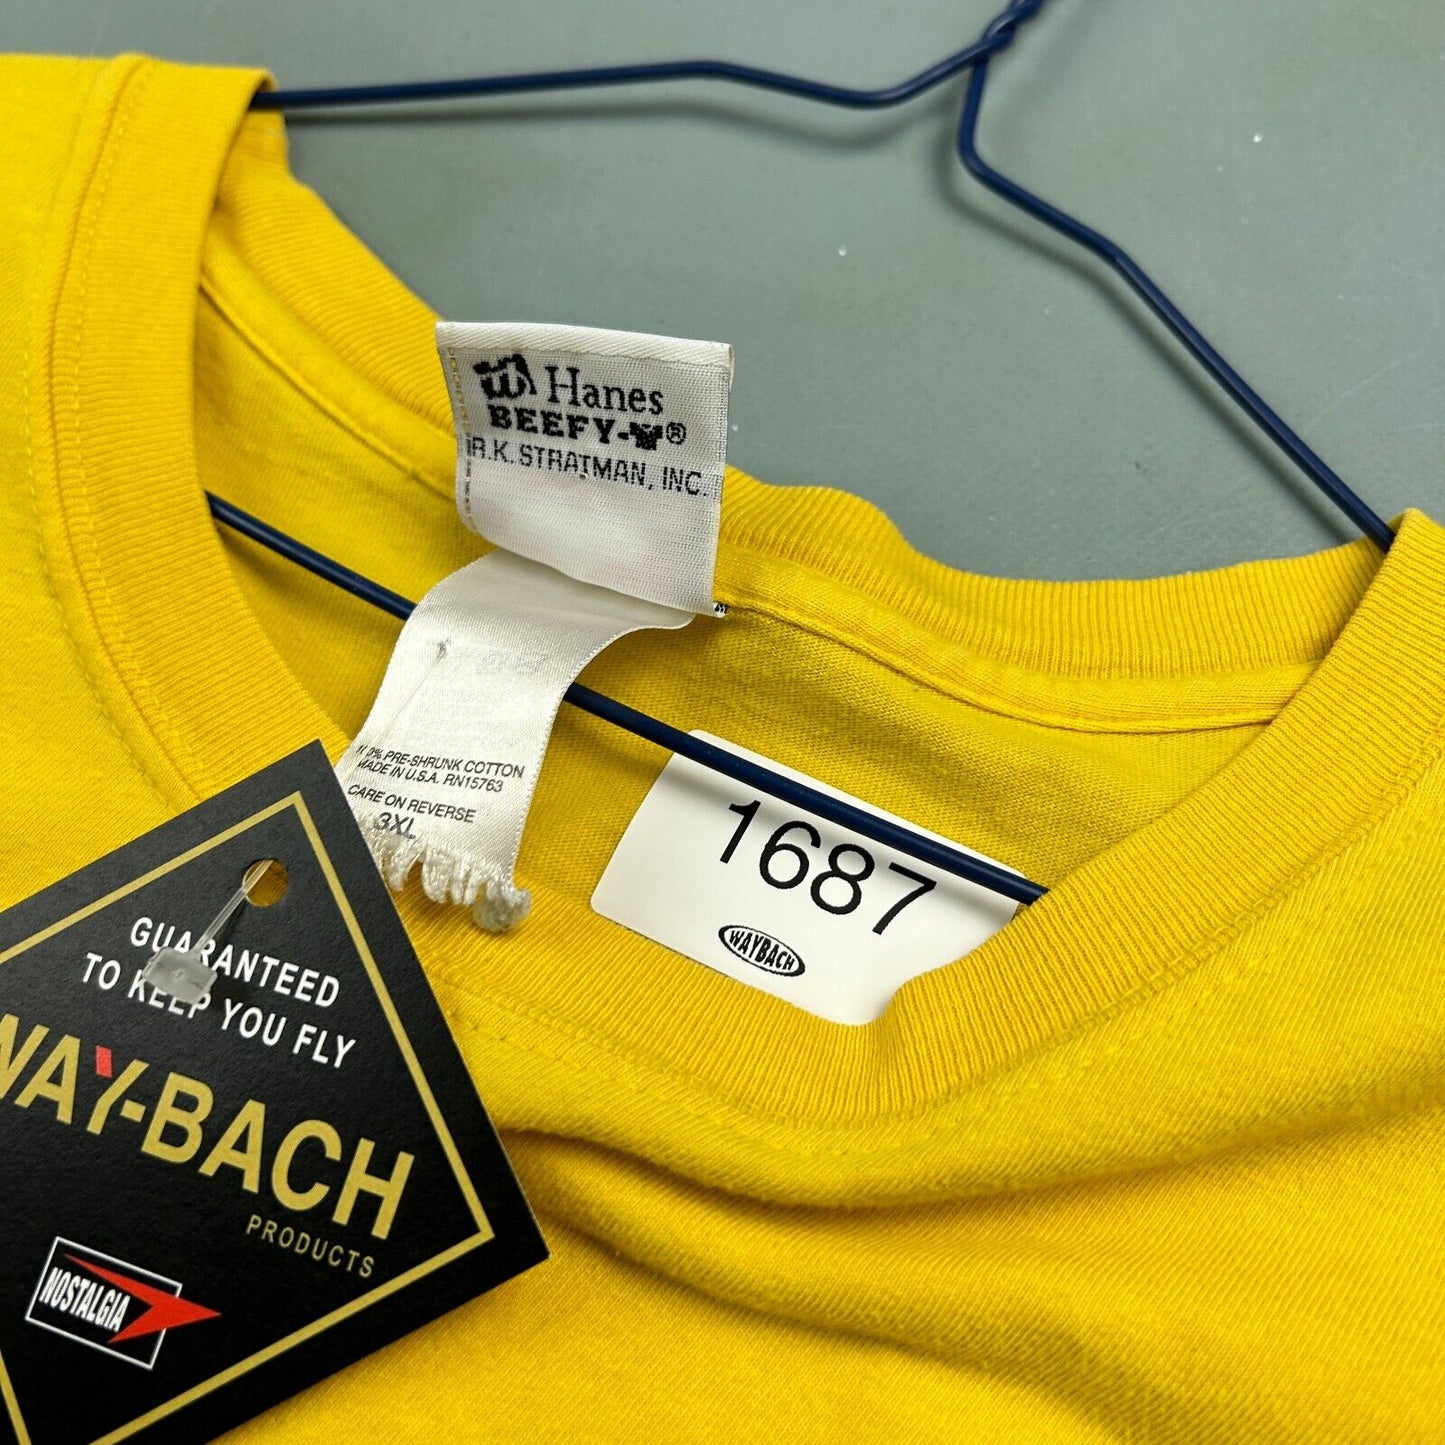 Hanes
BEEFY-T®
R.K. STRATMAN, INC.
PRE-SHRUNK COTTON
MADE IN U.S.A. RN15763
CARE ON REVERSE
3XL
1687
WAYBACH
GUARANTEED
TO KEEP YOU FLY
WAY-BACH
PRODUCTS
NOSTALGIA